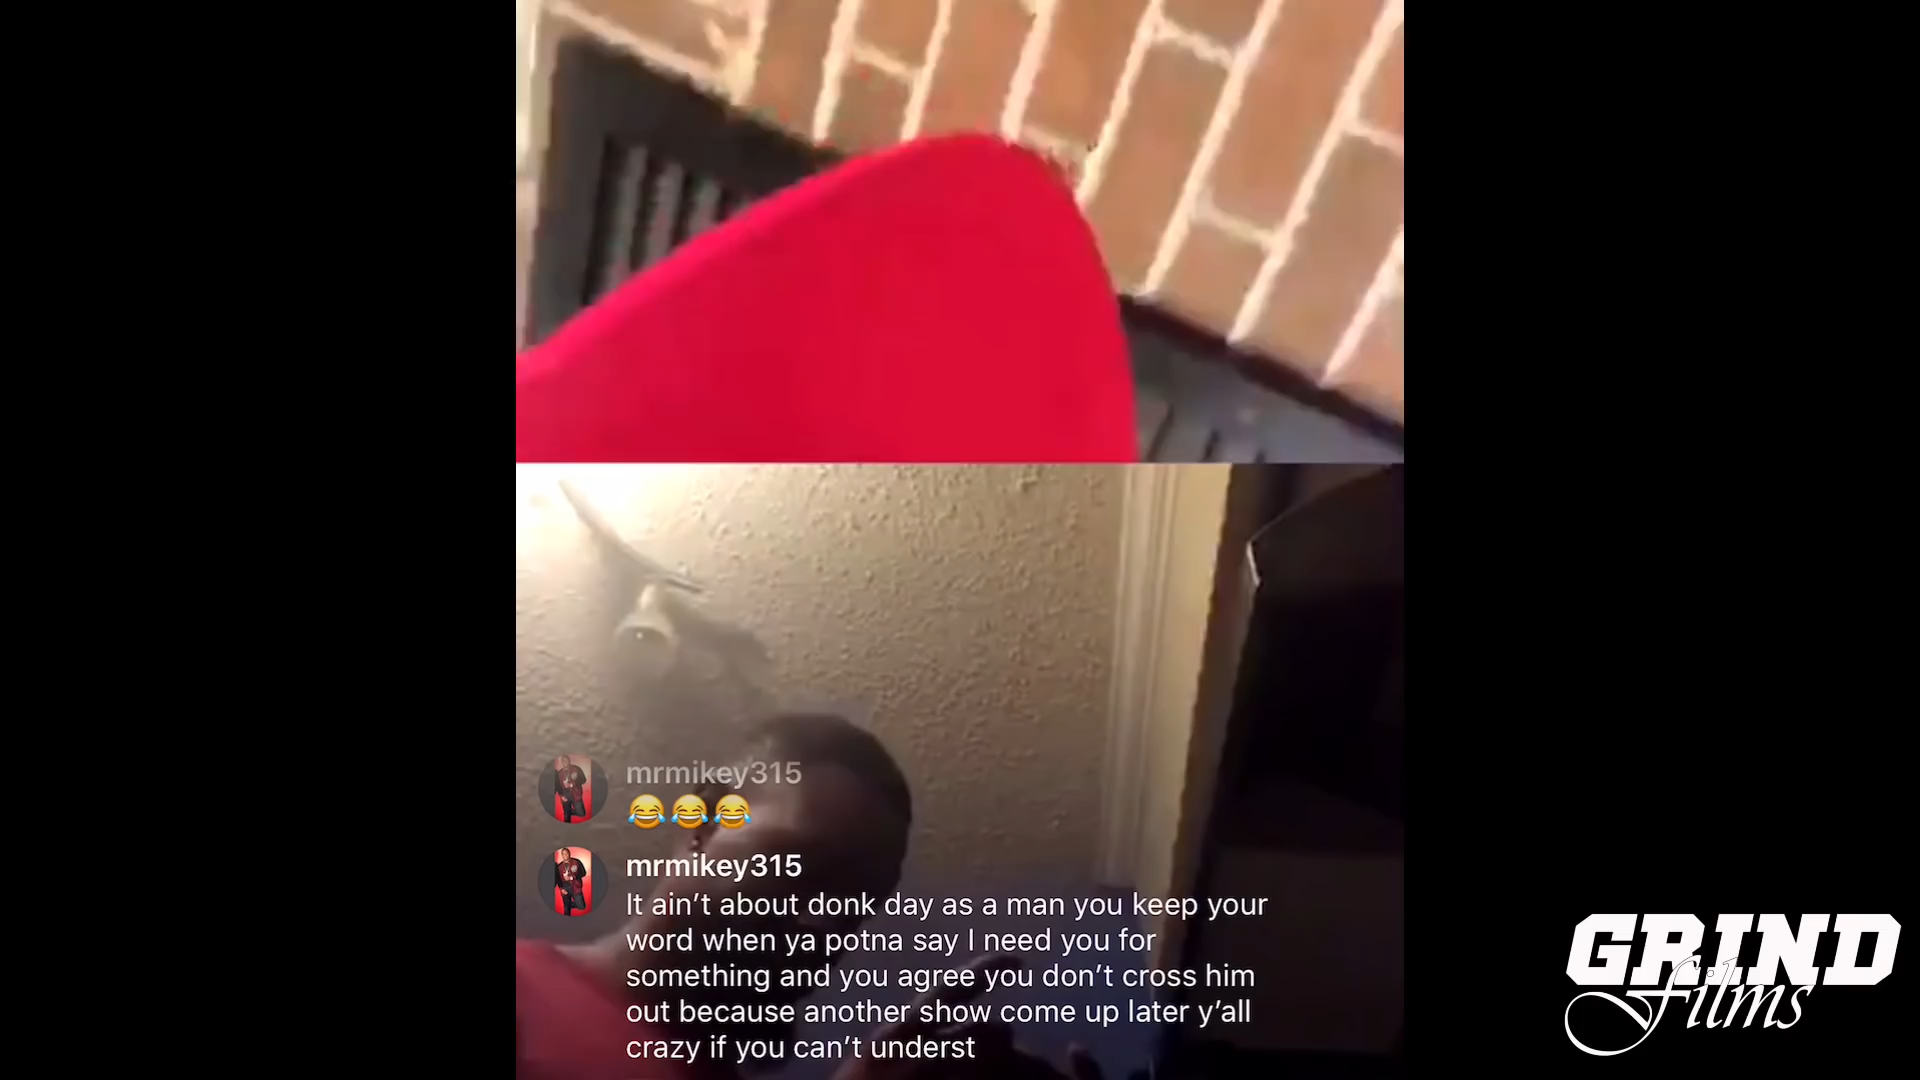 mrmikey315
😂😂😂
mrmikey315
It ain’t about donk day as a man you keep your
word when ya potna say I need you for
something and you agree you don’t cross him
out because another show come up later y’all
crazy if you can’t underst
GRIND
Films